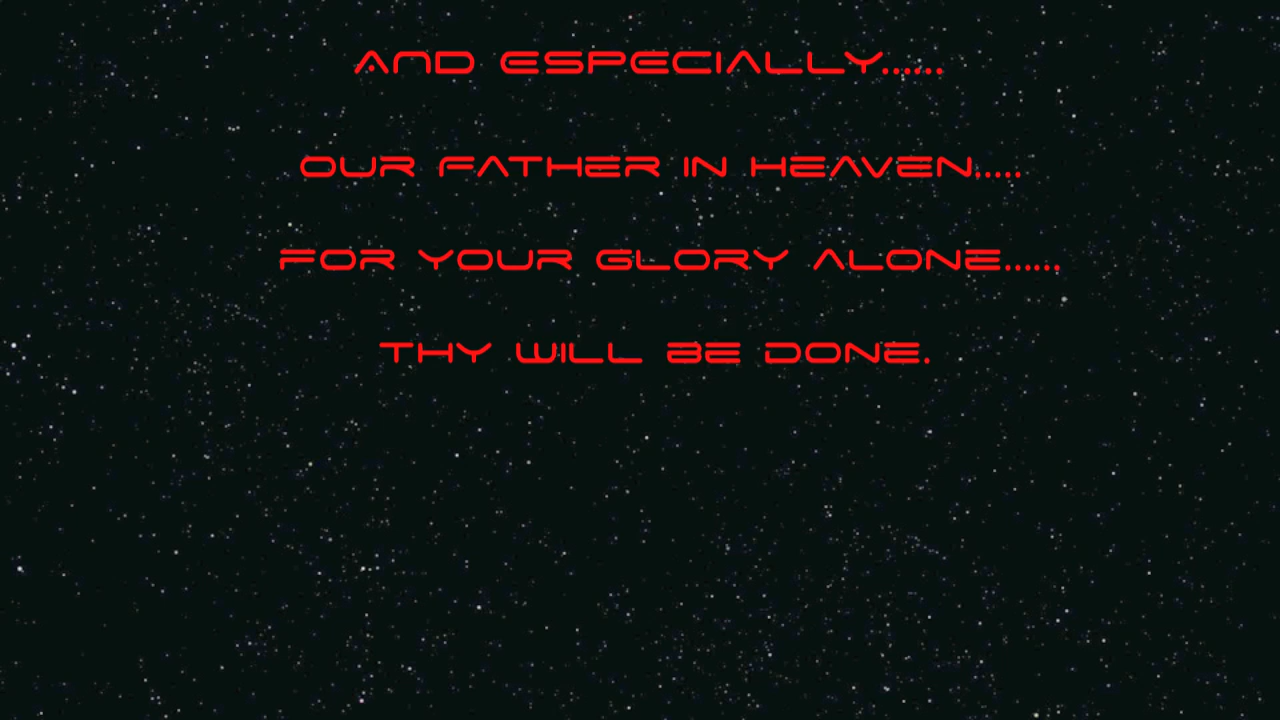 AND ESPECIALLY......
OUR FATHER IN HEAVEN.....
FOR YOUR GLORY ALONE......
THY WILL BE DONE.